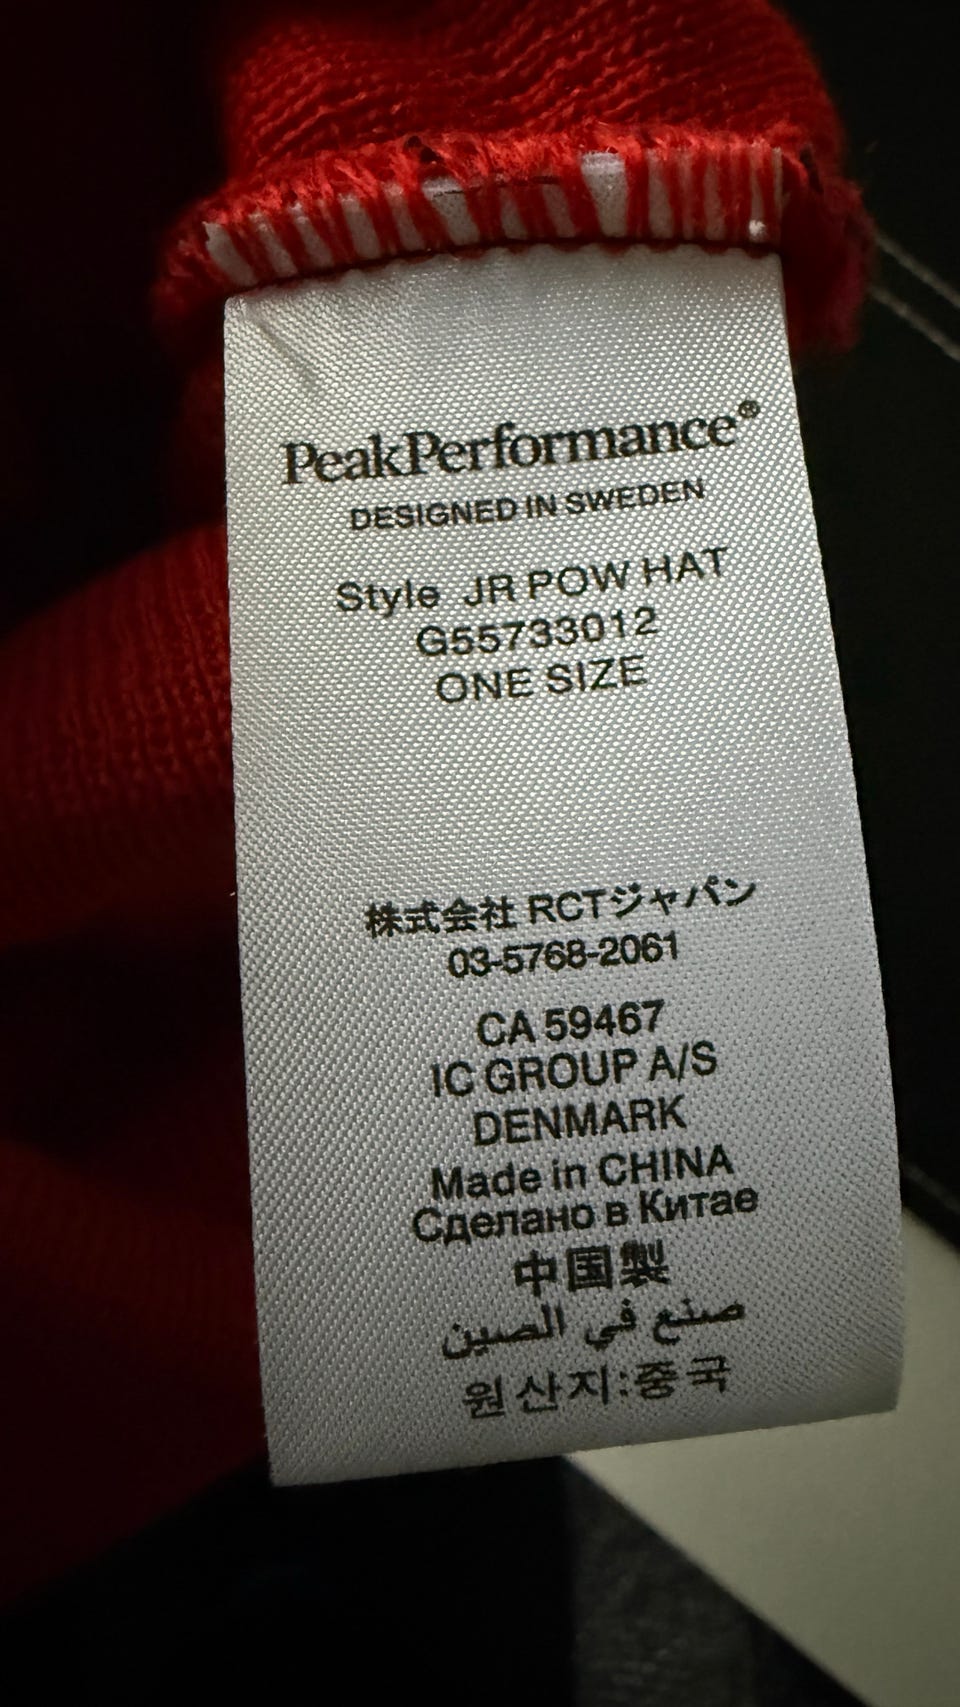 PeakPerformance®
DESIGNED IN SWEDEN
Style JR POW HAT
G55733012
ONE SIZE
株式会社 RCTジャパン
03-5768-2061
CA 59467
IC GROUP A/S
DENMARK
Made in CHINA
Сделано в Китае
中国製
صنع في الصين
원산지:중국